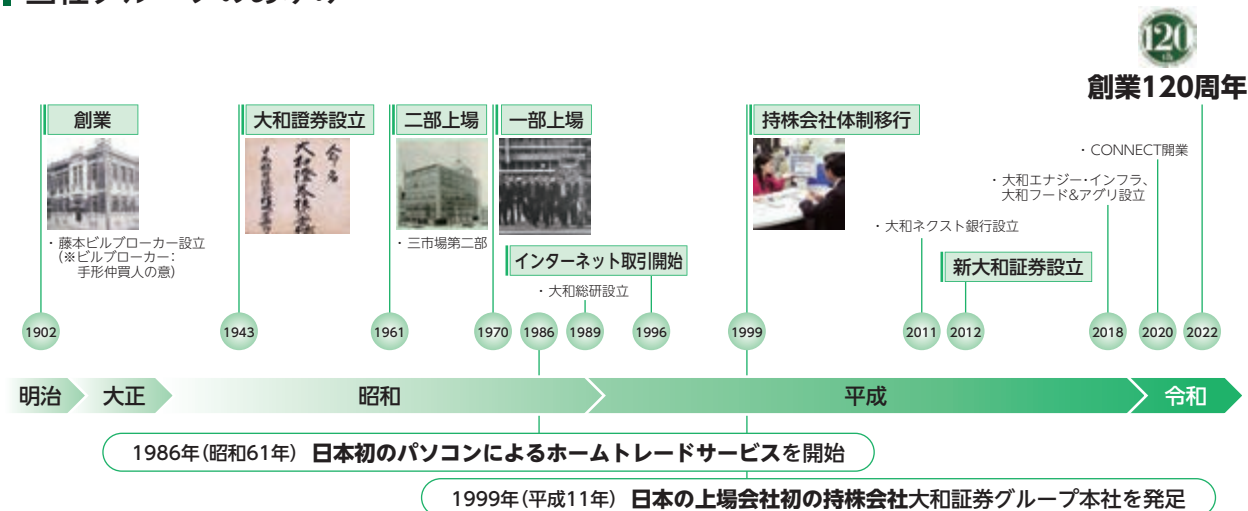 120
th
創業120周年
創業
大和證券設立
二部上場
一部上場
持株会社体制移行
・CONNECT開業
・大和エナジー・インフラ、
大和フード&アグリ設立
・藤本ビルブローカー設立
(※ビルブローカー:
手形仲買人の意)
・三市場第二部
・大和ネクスト銀行設立
インターネット取引開始
新大和証券設立
・大和総研設立
1902
1943
1961
1970
1986
1989
1996
1999
2011
2012
2018
2020
2022
明治
大正
昭和
平成
令和
1986年(昭和61年) 日本初のパソコンによるホームトレードサービスを開始
1999年(平成11年) 日本の上場会社初の持株会社大和証券グループ本社を発足